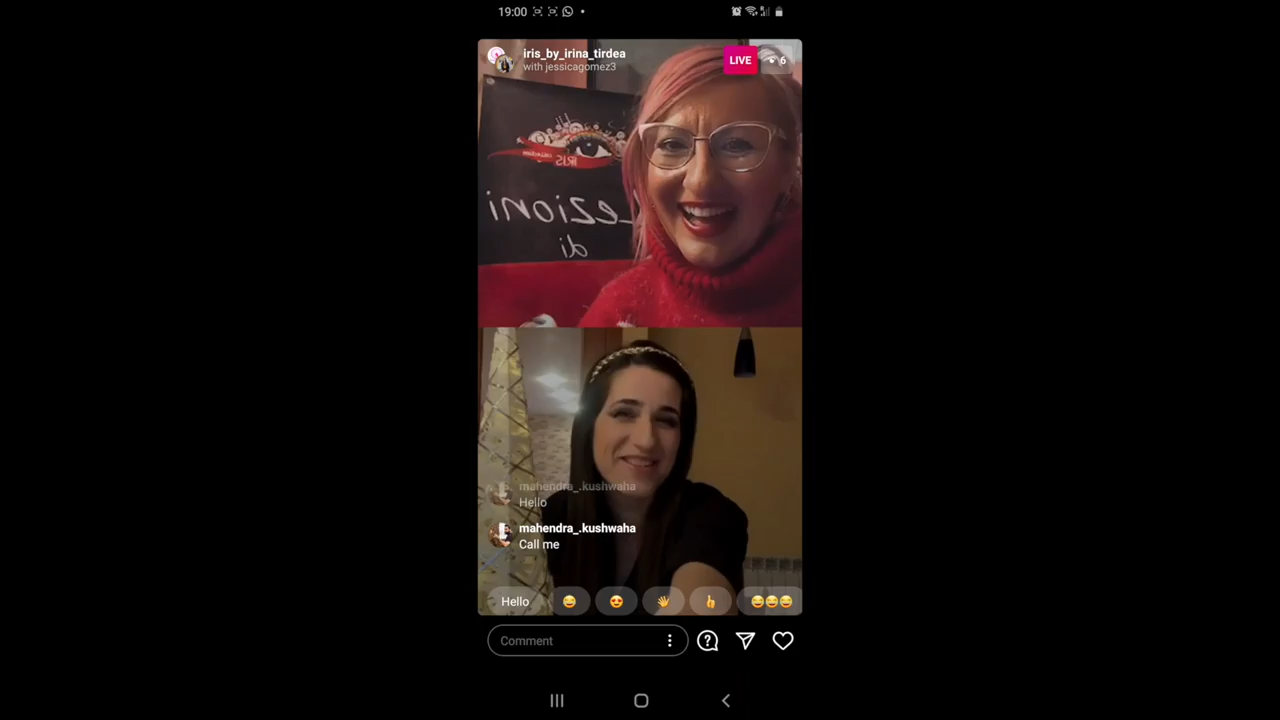 19:00
iris_by_irina_tirdea
with jessicagomez3
LIVE
6
IRIS
Lezioni
di
mahendra_.kushwaha
Hello
mahendra_.kushwaha
Call me
Hello
Comment